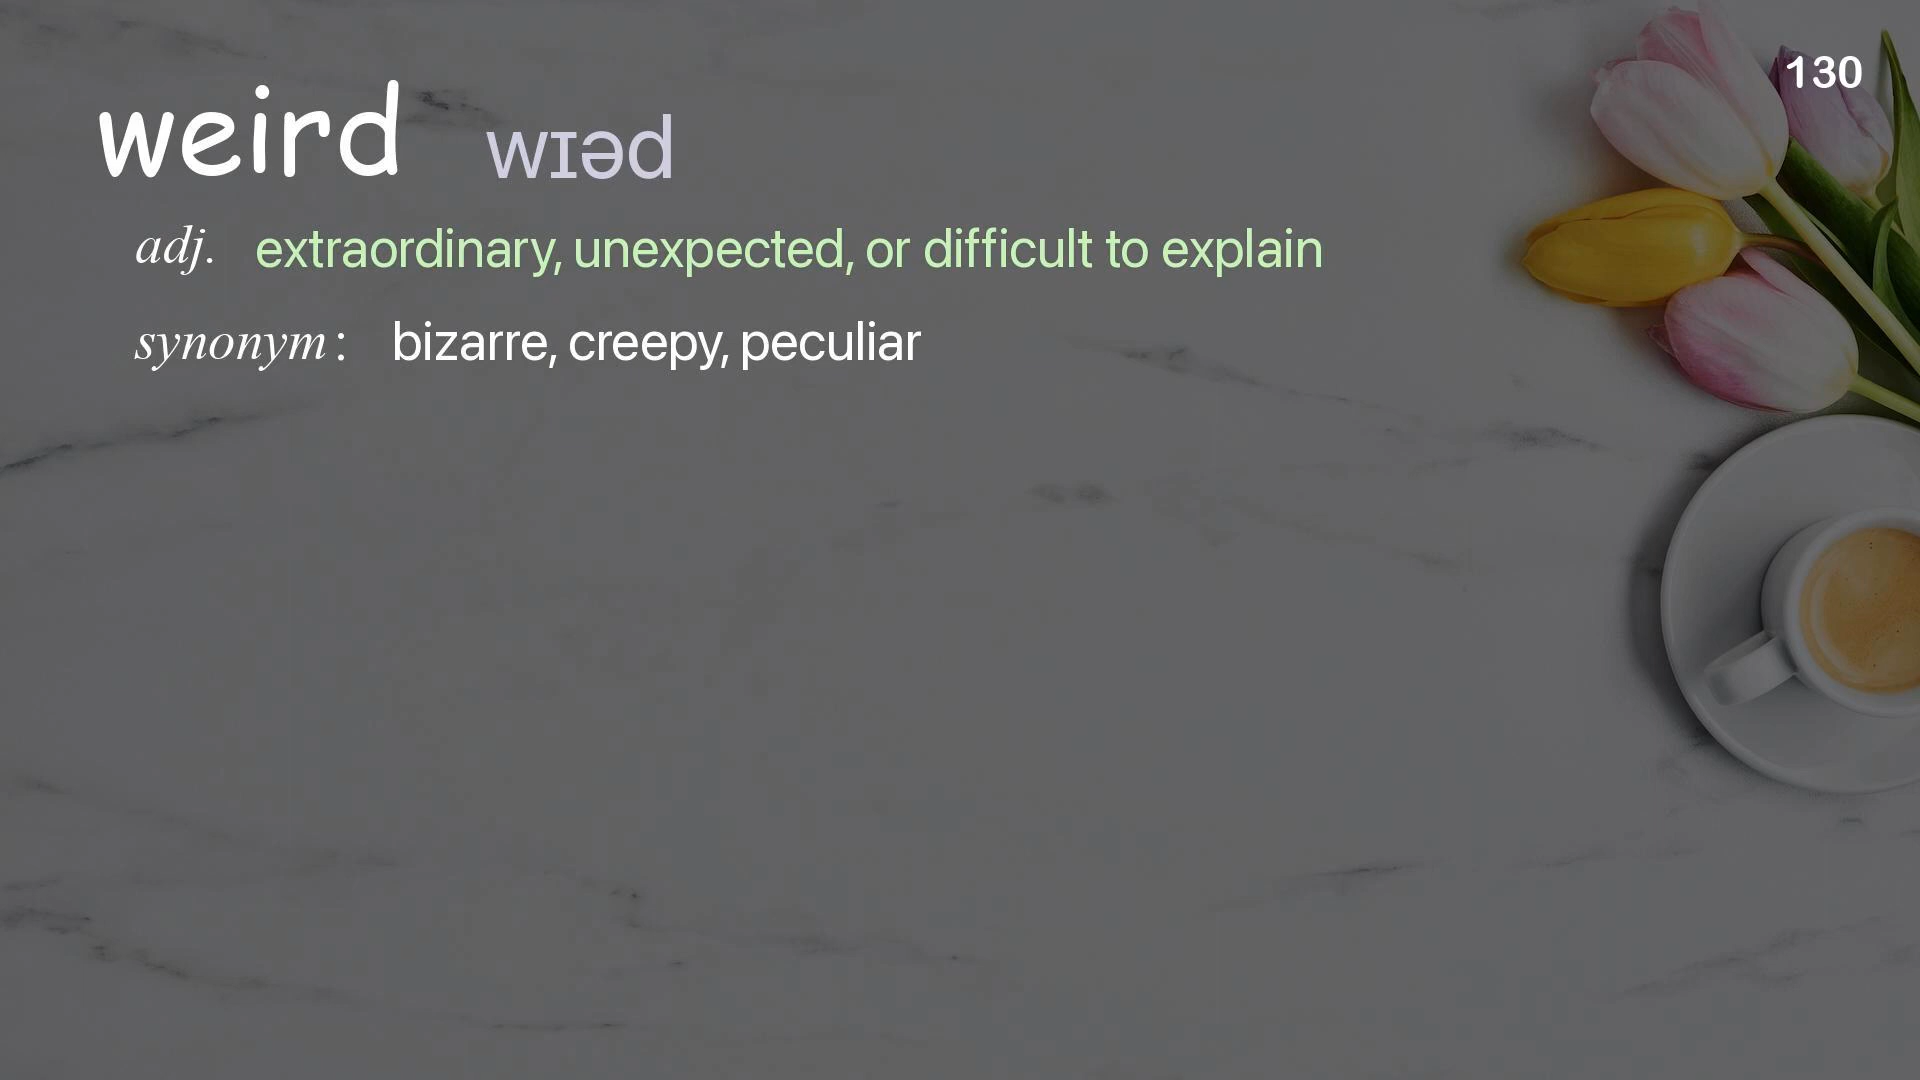 130
weird wɪəd
adj. extraordinary, unexpected, or difficult to explain
synonym: bizarre, creepy, peculiar